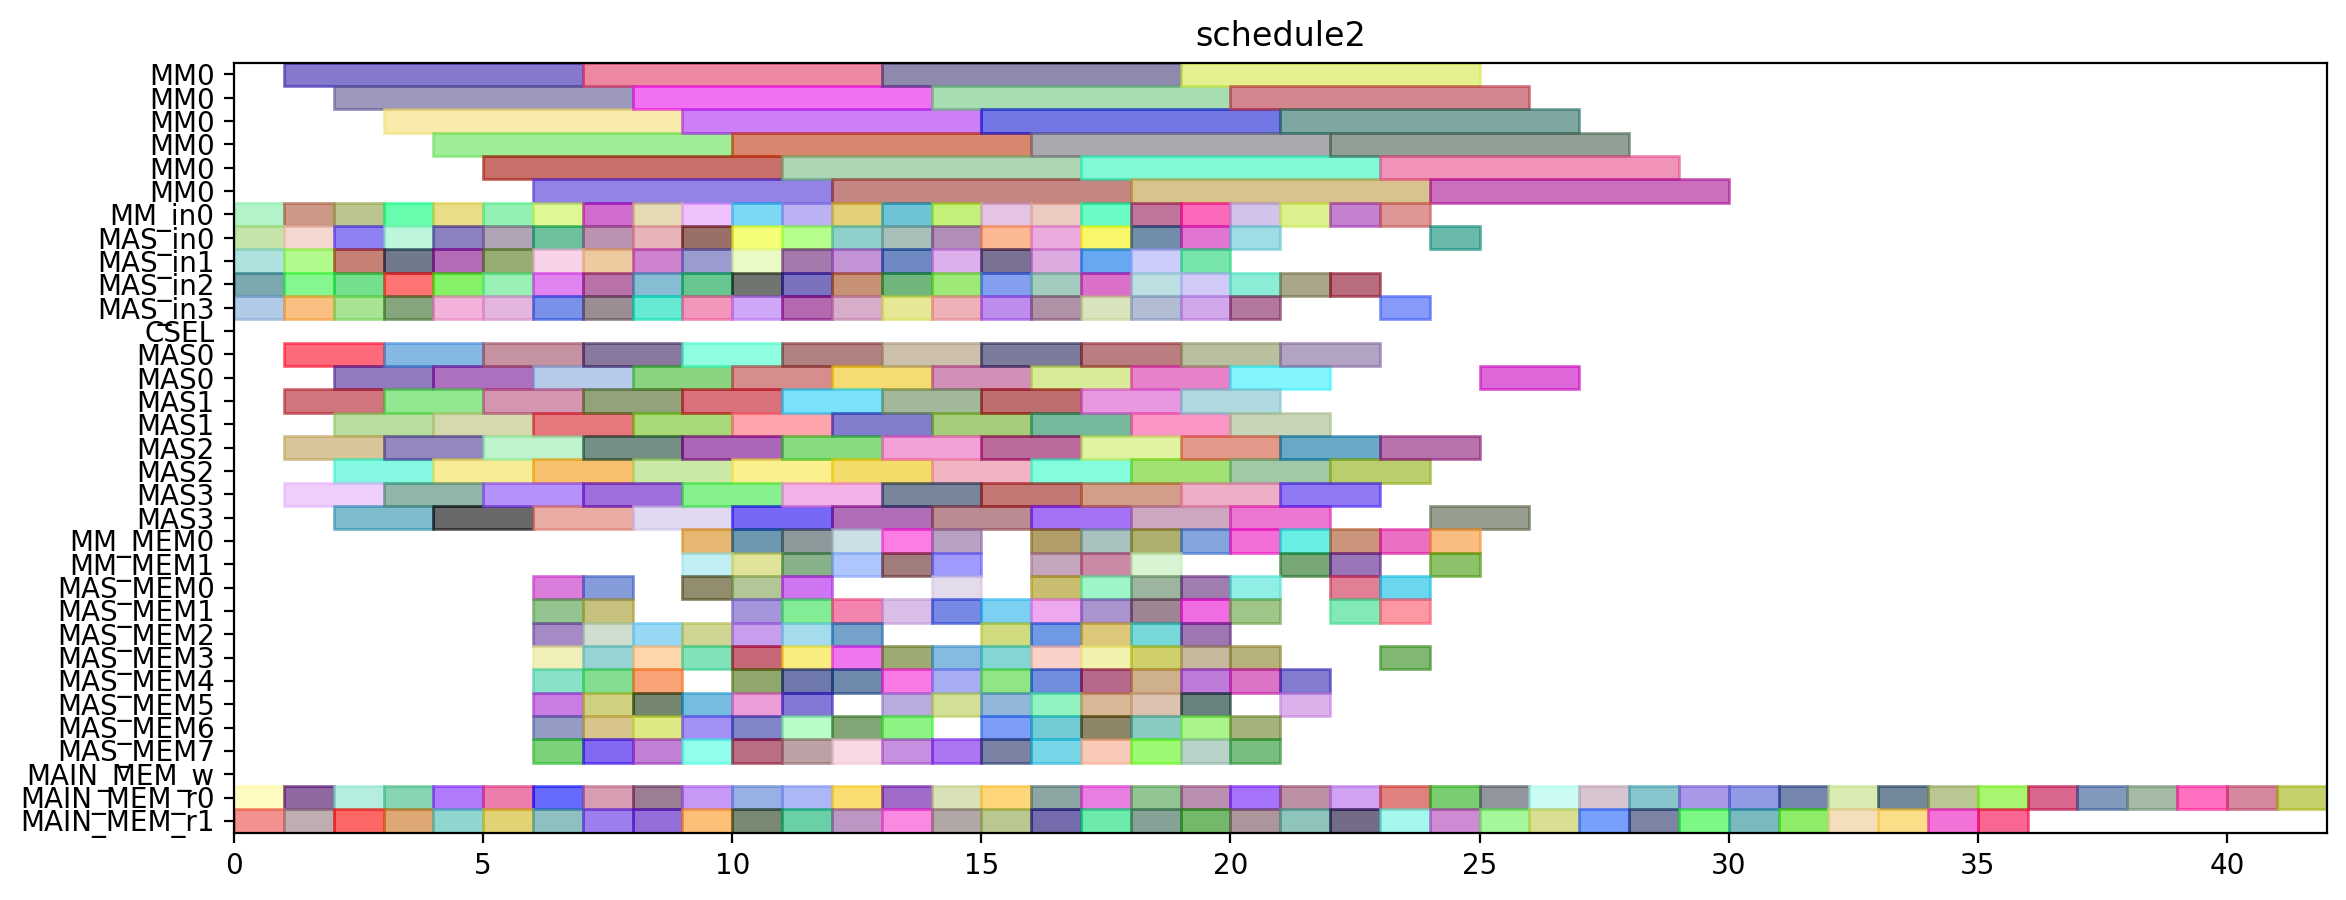 schedule2
MM0
MM0
MM0
MM0
MM0
MM0
MM_in0
MAS_in0
MAS_in1
MAS_in2
MAS_in3
CSEL
MAS0
MAS0
MAS1
MAS1
MAS2
MAS2
MAS3
MAS3
MM_MEM0
MM_MEM1
MAS_MEM0
MAS_MEM1
MAS_MEM2
MAS_MEM3
MAS_MEM4
MAS_MEM5
MAS_MEM6
MAS_MEM7
MAIN_MEM_w
MAIN_MEM_r0
MAIN_MEM_r1
0 5 10 15 20 25 30 35 40